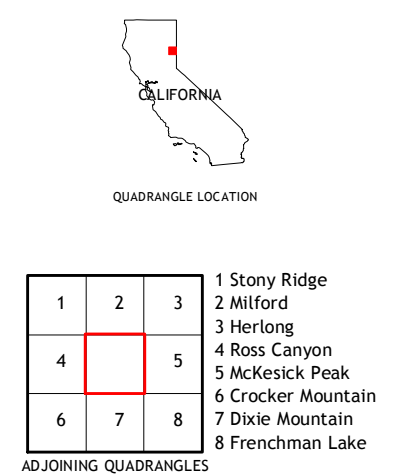 CALIFORNIA
QUADRANGLE LOCATION
1 2 3
4 5
6 7 8
1 Stony Ridge
2 Milford
3 Herlong
4 Ross Canyon
5 McKesick Peak
6 Crocker Mountain
7 Dixie Mountain
8 Frenchman Lake
ADJOINING QUADRANGLES